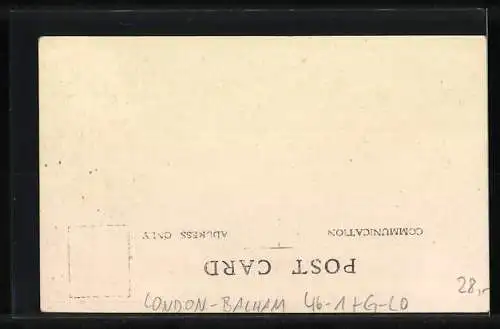 POST CARD
COMMUNICATION
ADDRESS ONLY
LONDON-BALHAM 46-1+G-LO
28,-